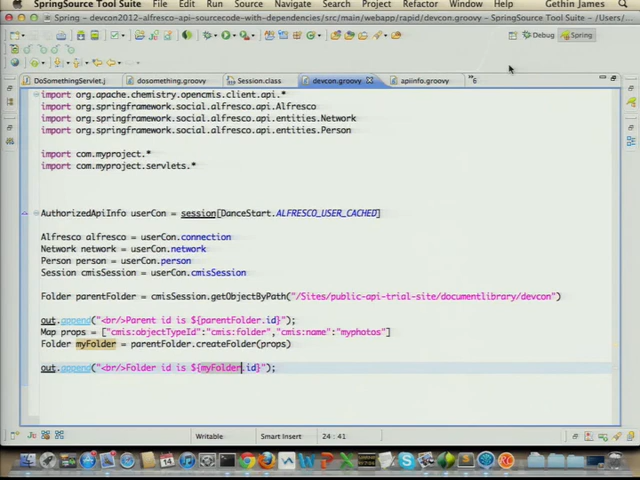 SpringSource Tool Suite File Edit Run Source Navigate Search Project Refactor Window Help Gethin James
Spring - devcon2012-alfresco-api-sourcecode-with-dependencies/src/main/webapp/rapid/devcon.groovy - SpringSource Tool Suite - /Users/
Debug Spring
DoSomethingServlet.j dosomething.groovy Session.class devcon.groovy apiinfo.groovy »6
import org.apache.chemistry.opencmis.client.api.*
import org.springframework.social.alfresco.api.Alfresco
import org.springframework.social.alfresco.api.entities.Network
import org.springframework.social.alfresco.api.entities.Person
import com.myproject.*
import com.myproject.servlets.*
AuthorizedApiInfo userCon = session[DanceStart.ALFRESCO_USER_CACHED]
Alfresco alfresco = userCon.connection
Network network = userCon.network
Person person = userCon.person
Session cmisSession = userCon.cmisSession
Folder parentFolder = cmisSession.getObjectByPath("/Sites/public-api-trial-site/documentlibrary/devcon")
out.append("<br/>Parent id is ${parentFolder.id}");
Map props = ["cmis:objectTypeId":"cmis:folder","cmis:name":"myphotos"]
Folder myFolder = parentFolder.createFolder(props)
out.append("<br/>Folder id is ${myFolder.id}");
Writable Smart Insert 24 : 41